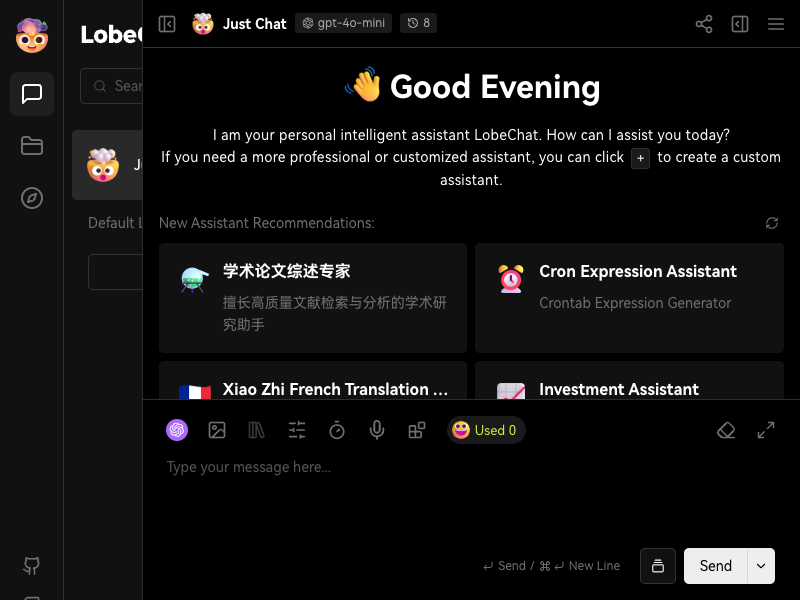 Just Chat
gpt-4o-mini
8
Good Evening
I am your personal intelligent assistant LobeChat. How can I assist you today?
If you need a more professional or customized assistant, you can click + to create a custom
assistant.
Default
New Assistant Recommendations:
学术论文综述专家
擅长高质量文献检索与分析的学术研
究助手
Cron Expression Assistant
Crontab Expression Generator
Xiao Zhi French Translation ...
Investment Assistant
Used 0
Type your message here...
Send / ⌘ New Line
Send